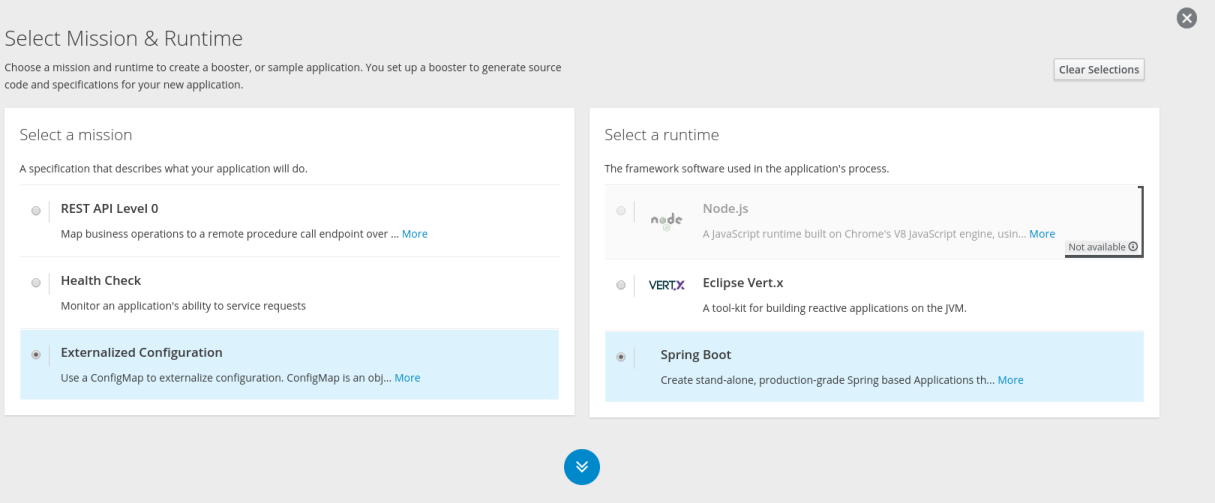 Select Mission & Runtime
Choose a mission and runtime to create a booster, or sample application. You set up a booster to generate source
code and specifications for your new application.
Clear Selections
Select a mission
A specification that describes what your application will do.
REST API Level 0
Map business operations to a remote procedure call endpoint over ... More
Health Check
Monitor an application's ability to service requests
Externalized Configuration
Use a ConfigMap to externalize configuration. ConfigMap is an obj... More
Select a runtime
The framework software used in the application's process.
node
Node.js
A JavaScript runtime built on Chrome's V8 JavaScript engine, usin... More
Not available
VERT.X
Eclipse Vert.x
A tool-kit for building reactive applications on the JVM.
Spring Boot
Create stand-alone, production-grade Spring based Applications th... More